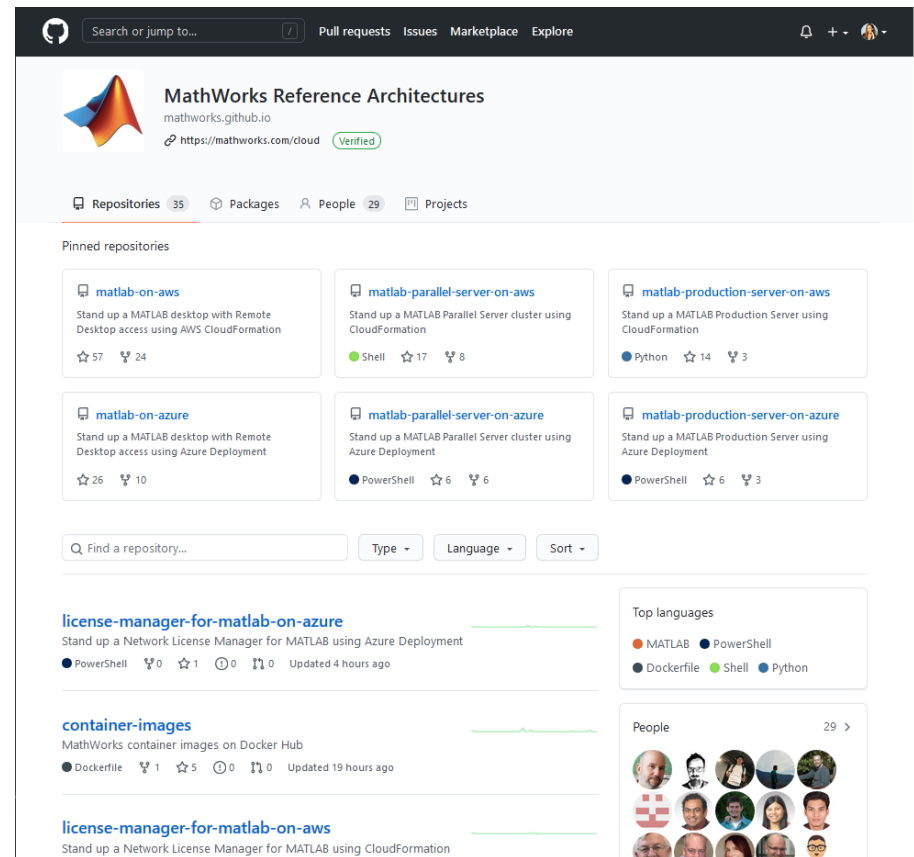 Search or jump to... /
Pull requests Issues Marketplace Explore
MathWorks Reference Architectures
mathworks.github.io
https://mathworks.com/cloud Verified
Repositories 35 Packages People 29 Projects
Pinned repositories
matlab-on-aws
Stand up a MATLAB desktop with Remote
Desktop access using AWS CloudFormation
57 24
matlab-parallel-server-on-aws
Stand up a MATLAB Parallel Server cluster using
CloudFormation
Shell 17 8
matlab-production-server-on-aws
Stand up a MATLAB Production Server using
CloudFormation
Python 14 3
matlab-on-azure
Stand up a MATLAB desktop with Remote
Desktop access using Azure Deployment
26 10
matlab-parallel-server-on-azure
Stand up a MATLAB Parallel Server cluster using
Azure Deployment
PowerShell 6 6
matlab-production-server-on-azure
Stand up a MATLAB Production Server using
Azure Deployment
PowerShell 6 3
Find a repository...
Type Language Sort
license-manager-for-matlab-on-azure
Stand up a Network License Manager for MATLAB using Azure Deployment
PowerShell 0 1 0 0 Updated 4 hours ago
container-images
MathWorks container images on Docker Hub
Dockerfile 1 5 0 0 Updated 19 hours ago
license-manager-for-matlab-on-aws
Stand up a Network License Manager for MATLAB using CloudFormation
Top languages
MATLAB PowerShell
Dockerfile Shell Python
People 29